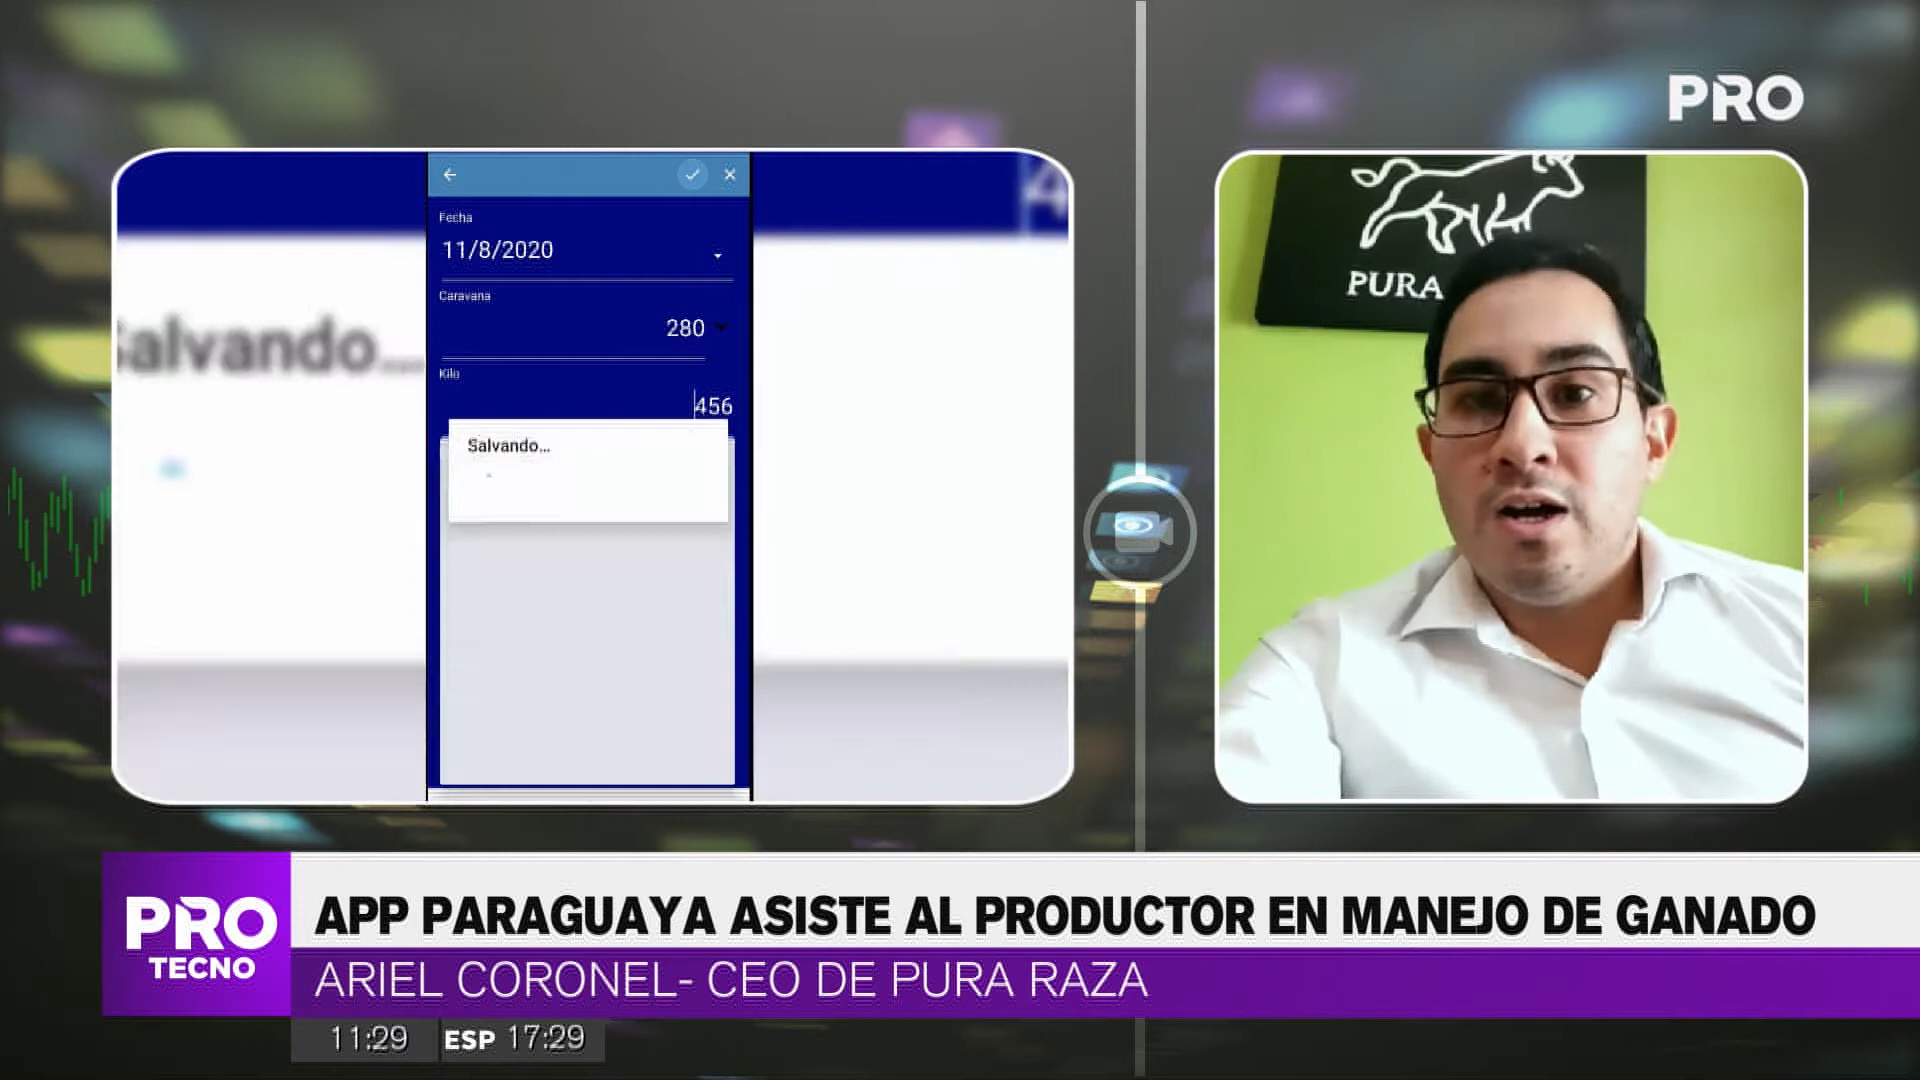 PRO
Fecha
11/8/2020
Caravana
280
Kilo
456
Salvando...
Salvando...
PURA
APP PARAGUAYA ASISTE AL PRODUCTOR EN MANEJO DE GANADO
PRO
TECNO
ARIEL CORONEL- CEO DE PURA RAZA
11:29 ESP 17:29